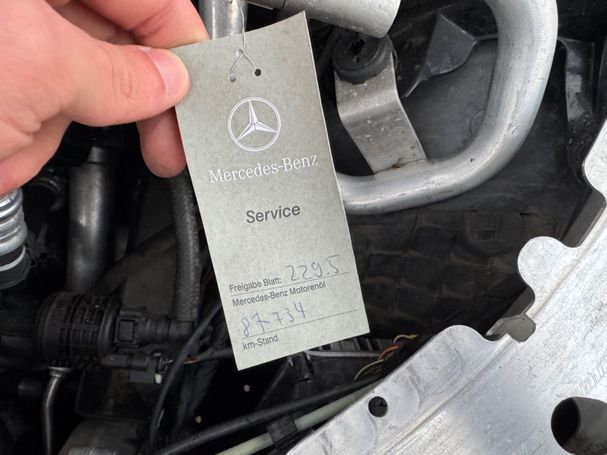 Mercedes-Benz
Service
Freigabe Blatt: 229.5
Mercedes-Benz Motorenöl
87734
km-Stand